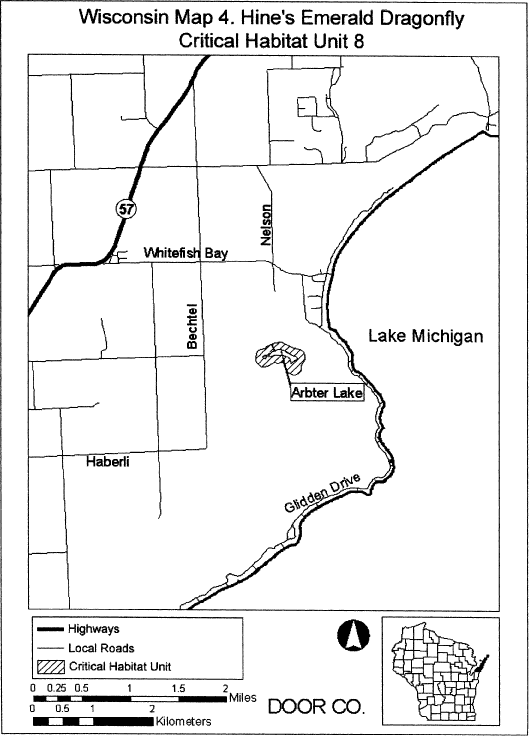 Wisconsin Map 4. Hine's Emerald Dragonfly
Critical Habitat Unit 8
57
Nelson
Whitefish Bay
Bechtel
Lake Michigan
Arbter Lake
Haberli
Glidden Drive
Highways
Local Roads
Critical Habitat Unit
0 0.25 0.5 1 1.5 2 Miles
0 0.5 1 2 Kilometers
DOOR CO.